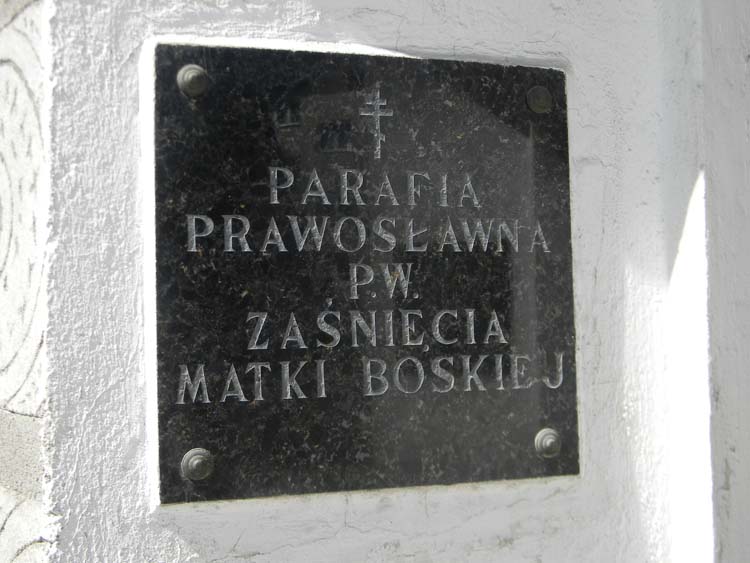 PARAFIA
PRAWOSŁAWNA
P.W.
ZAŚNIĘCIA
MATKI BOSKIEJ